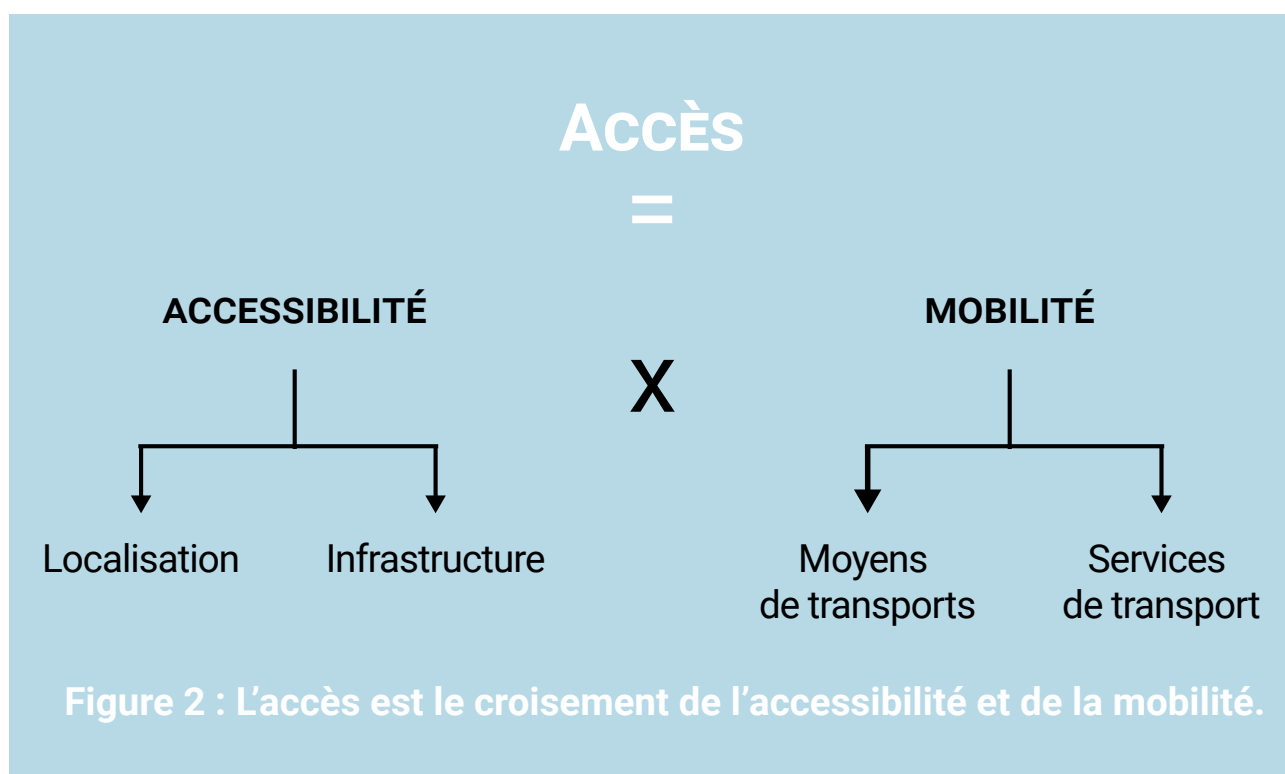 ACCÈS
=
ACCESSIBILITÉ MOBILITÉ
X
Localisation Infrastructure
Moyens
de transports
Services
de transport
Figure 2 : L’accès est le croisement de l’accessibilité et de la mobilité.